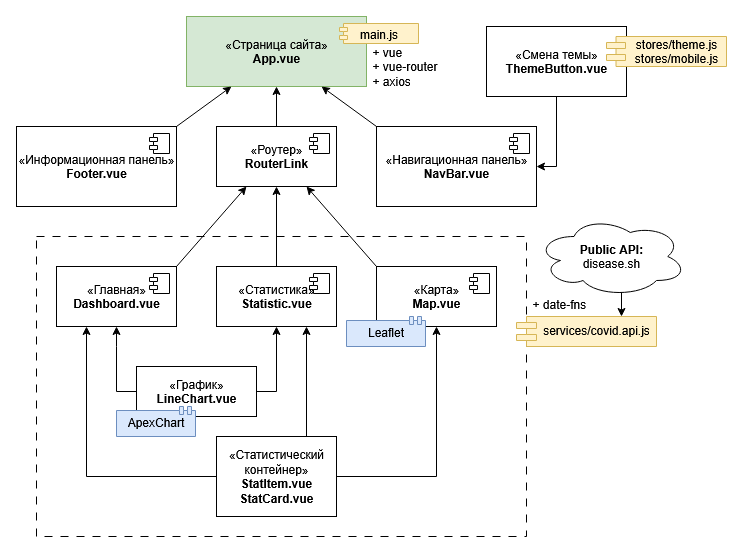 «Страница сайта»
App.vue
main.js
+ vue
+ vue-router
+ axios
«Смена темы»
ThemeButton.vue
stores/theme.js
stores/mobile.js
«Информационная панель»
Footer.vue
«Роутер»
RouterLink
«Навигационная панель»
NavBar.vue
Public API:
disease.sh
+ date-fns
services/covid.api.js
«Главная»
Dashboard.vue
«Статистика»
Statistic.vue
«Карта»
Map.vue
Leaflet
«График»
LineChart.vue
ApexChart
«Статистический
контейнер»
StatItem.vue
StatCard.vue